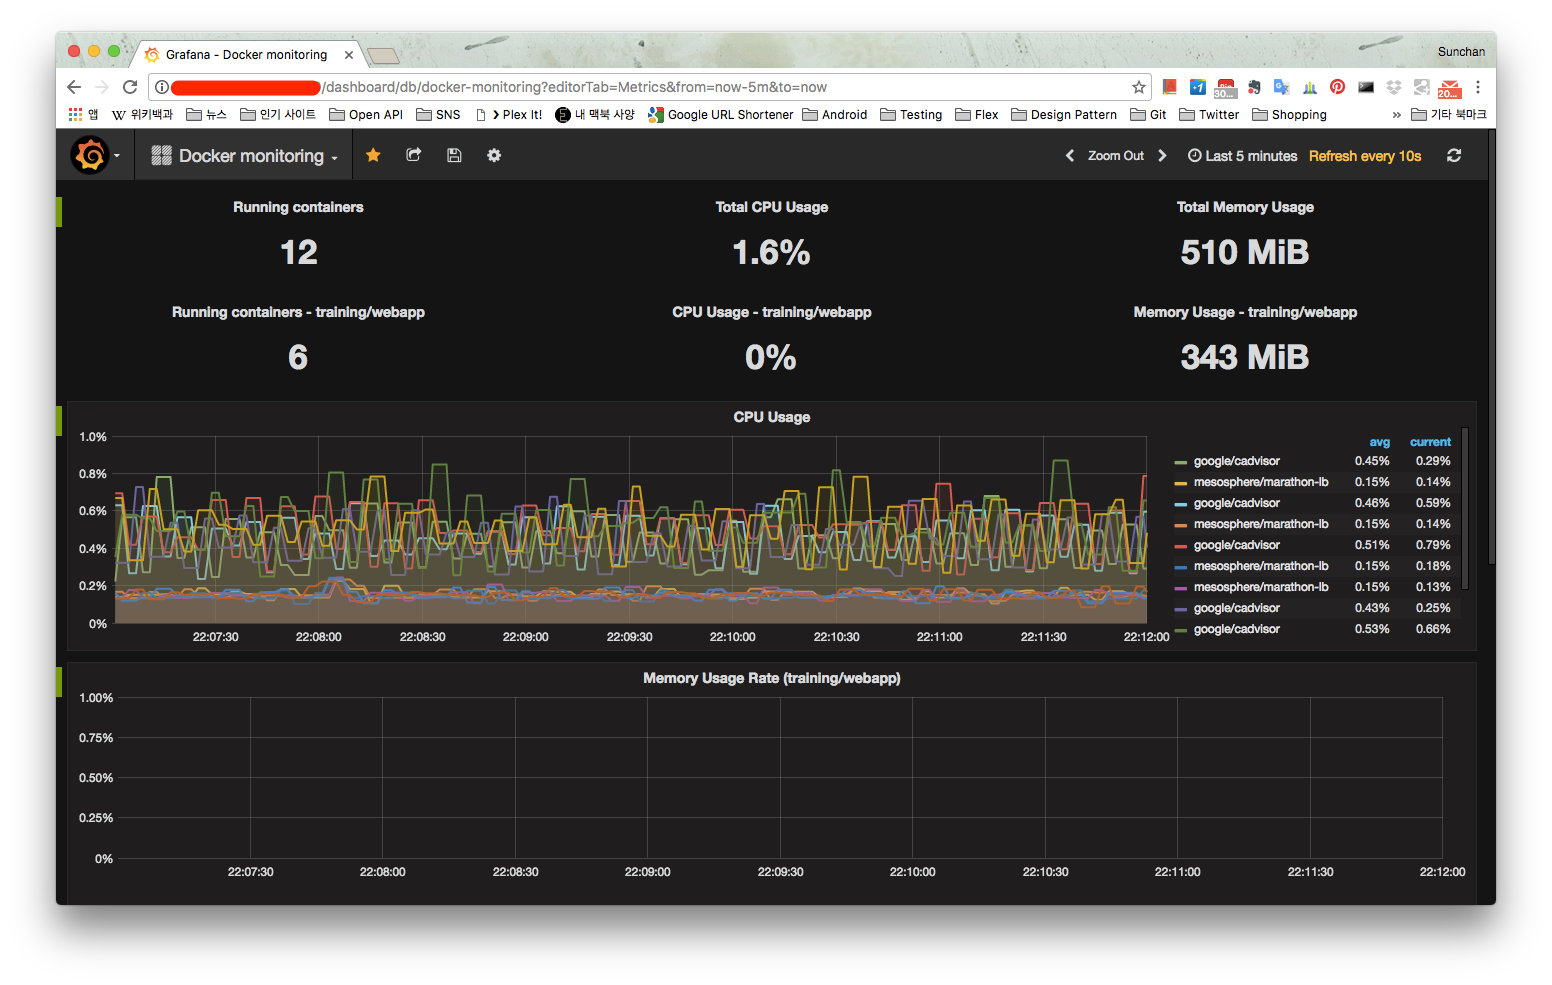 Grafana - Docker monitoring
Sunchan
/dashboard/db/docker-monitoring?editorTab=Metrics&from=now-5m&to=now
30...
20...
앱 W 위키백과 뉴스 인기 사이트 Open API SNS Plex It! 내 맥북 사양 Google URL Shortener Android Testing Flex Design Pattern Git Twitter Shopping » 기타 북마크
Docker monitoring Zoom Out Last 5 minutes Refresh every 10s
Running containers Total CPU Usage Total Memory Usage
12 1.6% 510 MiB
Running containers - training/webapp CPU Usage - training/webapp Memory Usage - training/webapp
6 0% 343 MiB
CPU Usage
1.0%
0.8%
0.6%
0.4%
0.2%
0%
22:07:30 22:08:00 22:08:30 22:09:00 22:09:30 22:10:00 22:10:30 22:11:00 22:11:30 22:12:00
avg current
google/cadvisor 0.45% 0.29%
mesosphere/marathon-lb 0.15% 0.14%
google/cadvisor 0.46% 0.59%
mesosphere/marathon-lb 0.15% 0.14%
google/cadvisor 0.51% 0.79%
mesosphere/marathon-lb 0.15% 0.18%
mesosphere/marathon-lb 0.15% 0.13%
google/cadvisor 0.43% 0.25%
google/cadvisor 0.53% 0.66%
Memory Usage Rate (training/webapp)
1.00%
0.75%
0.50%
0.25%
0%
22:07:30 22:08:00 22:08:30 22:09:00 22:09:30 22:10:00 22:10:30 22:11:00 22:11:30 22:12:00